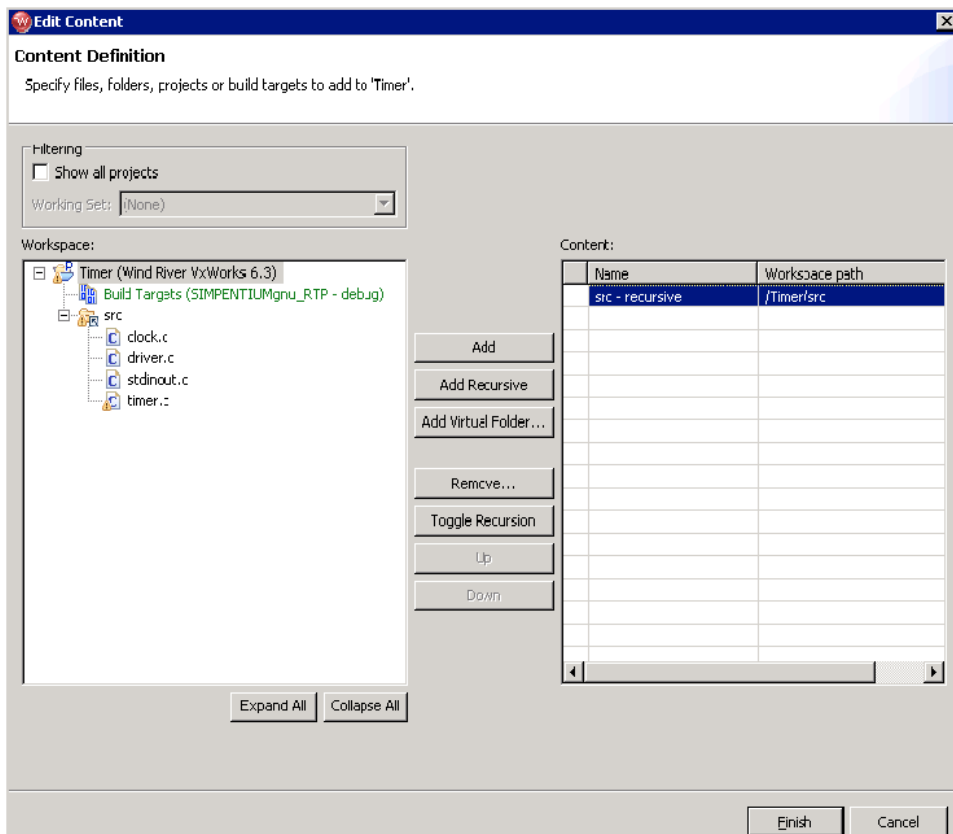 Edit Content
Content Definition
Specify files, folders, projects or build targets to add to 'Timer'.
Filtering
Show all projects
Working Set: (None)
Workspace:
Timer (Wind River VxWorks 6.3)
Build Targets (SIMPENTIUMgnu_RTP - debug)
src
clock.c
driver.c
stdinout.c
timer.c
Expand All Collapse All
Add
Add Recursive
Add Virtual Folder...
Remove...
Toggle Recursion
Up
Down
Content:
Name Workspace path
src - recursive /Timer/src
Finish Cancel